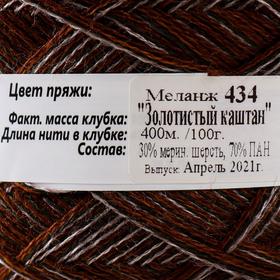 Цвет пряжи: Меланж 434
"Золотистый каштан"
Факт. масса клубка:
Длина нити в клубке: 400м. /100г.
Состав: 30% мерин. шерсть, 70% ПАН
Выпуск: Апрель 2021г.